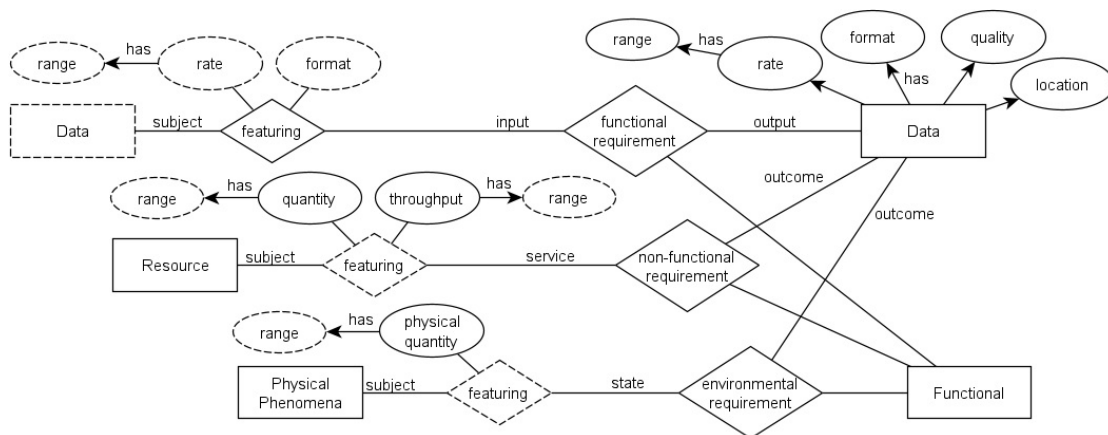 range
has
rate
format
Data
subject
featuring
input
functional
requirement
output
range
has
rate
format
has
quality
location
Data
outcome
outcome
range
has
quantity
throughput
has
range
Resource
subject
featuring
service
non-functional
requirement
range
has
physical
quantity
Physical
Phenomena
subject
featuring
state
environmental
requirement
Functional